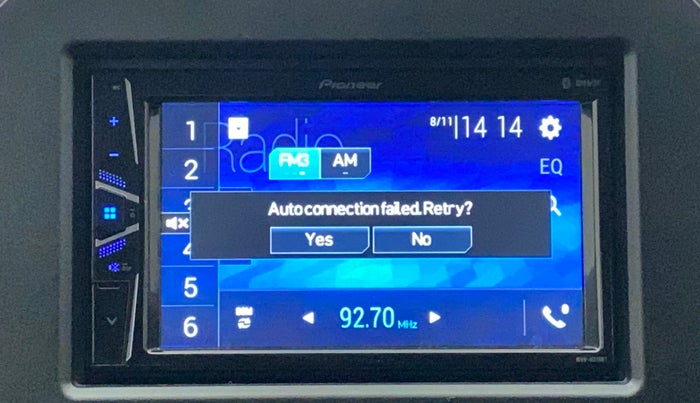 Pioneer
1
Radio
8/11 14 14
2
FM3
AM
EQ
Auto connection failed. Retry?
Yes
No
4
5
6
92.70 MHz